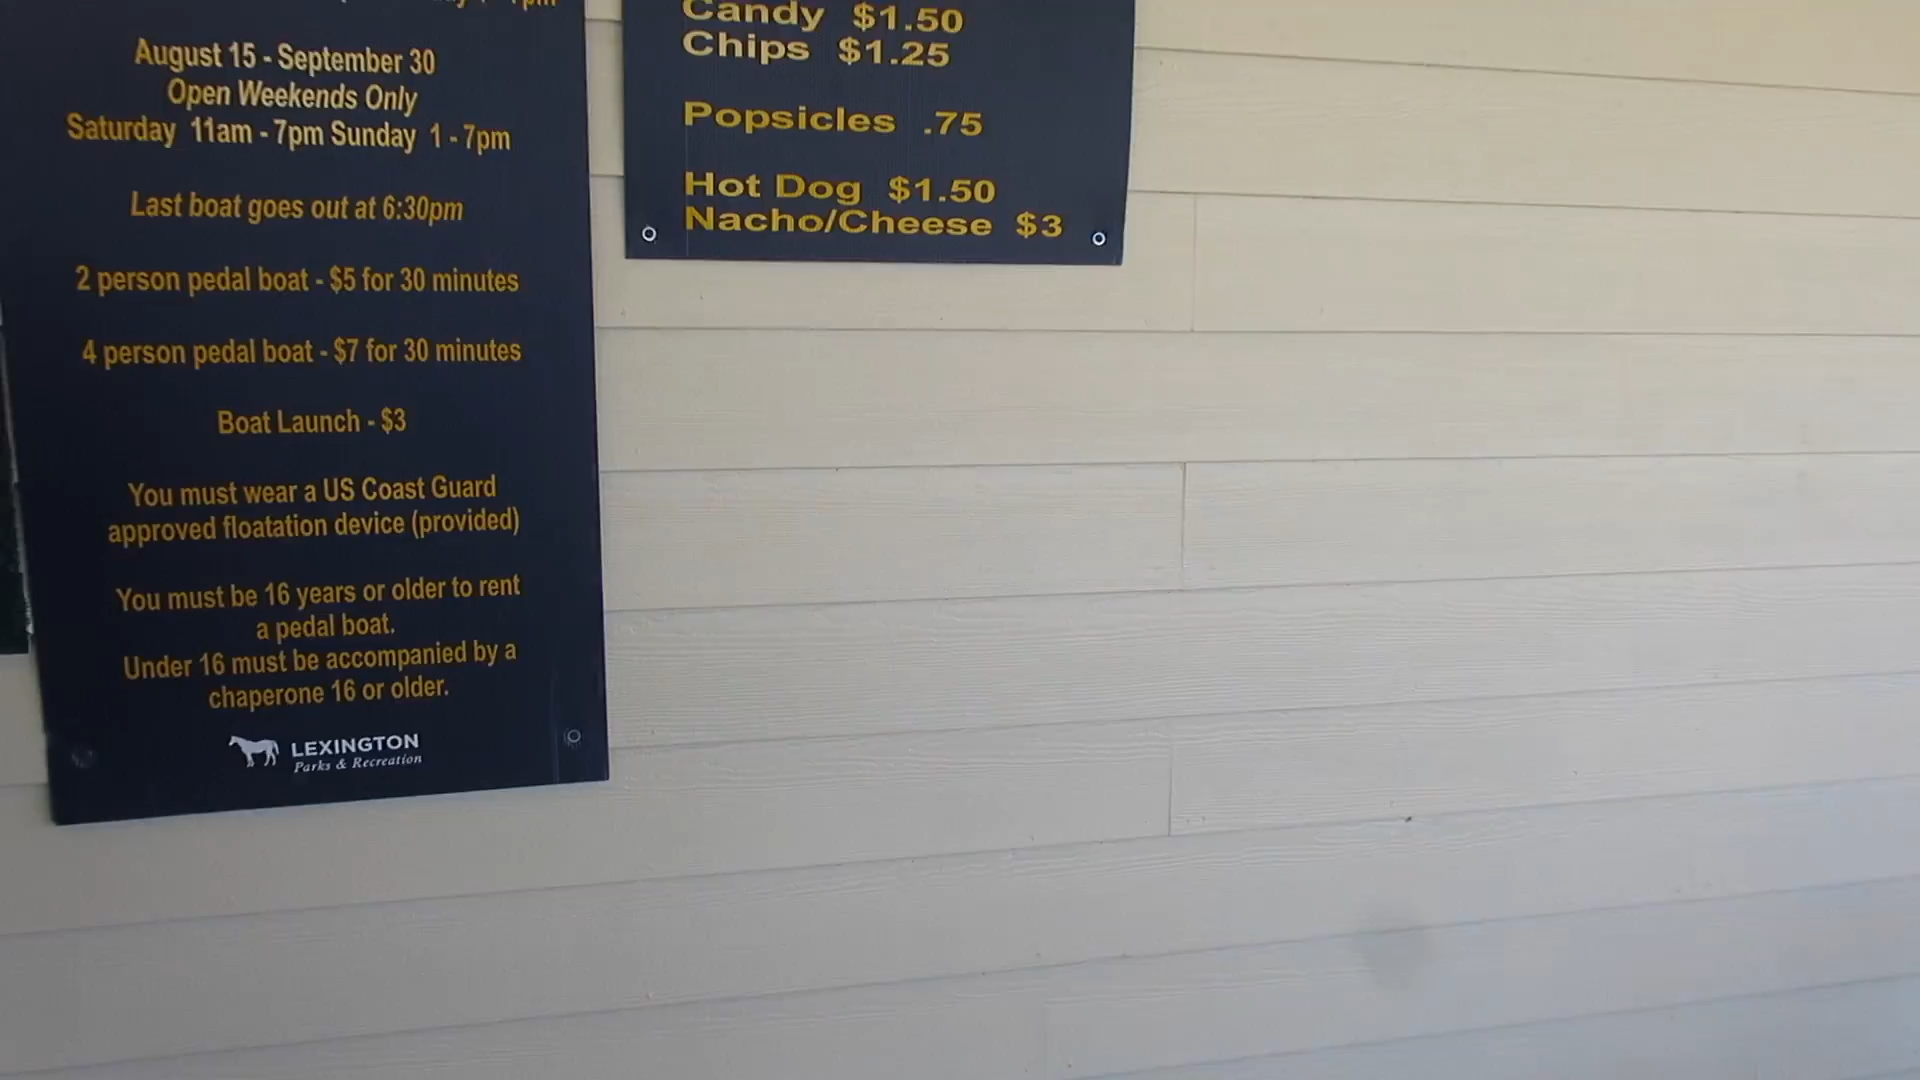 August 15 - September 30
Open Weekends Only
Saturday 11am - 7pm Sunday 1 - 7pm
Last boat goes out at 6:30pm
2 person pedal boat - $5 for 30 minutes
4 person pedal boat - $7 for 30 minutes
Boat Launch - $3
You must wear a US Coast Guard
approved floatation device (provided)
You must be 16 years or older to rent
a pedal boat.
Under 16 must be accompanied by a
chaperone 16 or older.
LEXINGTON
Parks & Recreation
Candy $1.50
Chips $1.25
Popsicles .75
Hot Dog $1.50
Nacho/Cheese $3